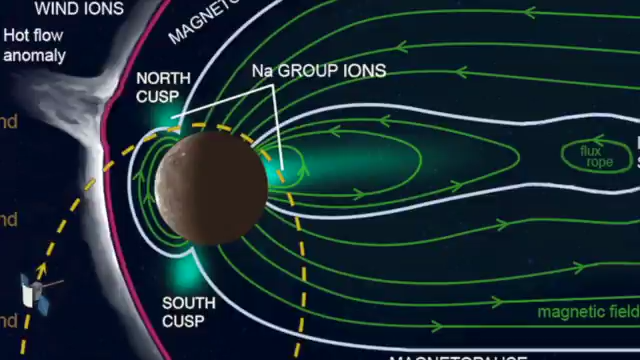 WIND IONS
Hot flow
anomaly
NORTH
CUSP
Na GROUP IONS
flux
rope
SOUTH
CUSP
magnetic field